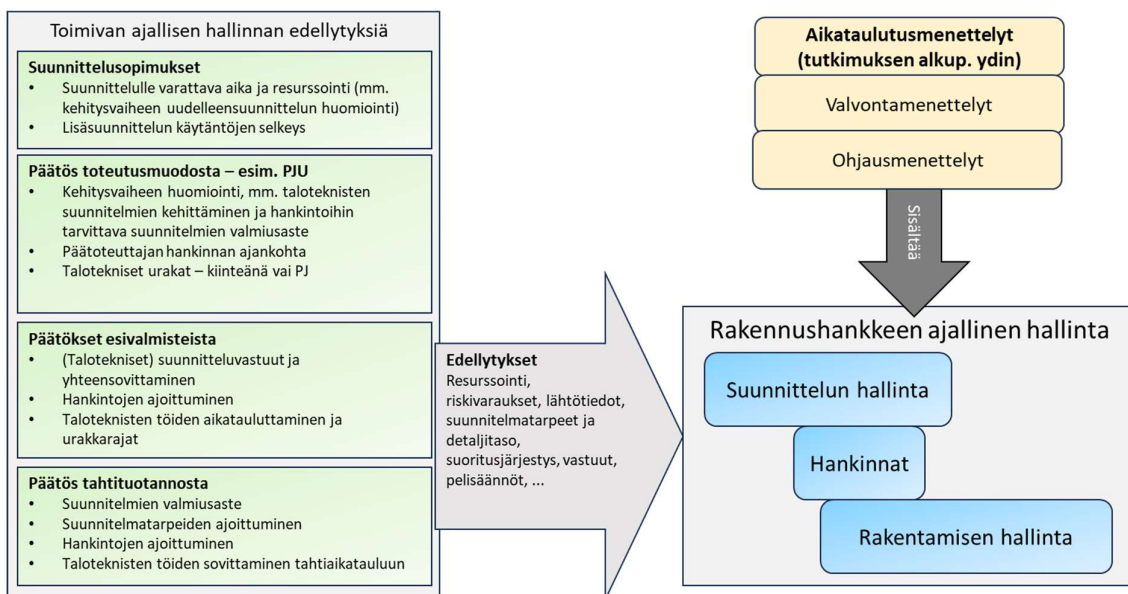 Toimivan ajallisen hallinnan edellytyksiä
Suunnittelusopimukset
• Suunnittelulle varattava aika ja resurssointi (mm.
kehitysvaiheen uudelleensuunnittelun huomiointi)
• Lisäsuunnittelun käytäntöjen selkeys
Päätös toteutusmuodosta – esim. PJU
• Kehitysvaiheen huomiointi, mm. taloteknisten
suunnitelmien kehittäminen ja hankintoihin
tarvittava suunnitelmien valmiusaste
• Päätoteuttajan hankinnan ajankohta
• Talotekniset urakat – kiinteänä vai PJ
Päätökset esivalmisteista
• (Talotekniset) suunnitteluvastuut ja
yhteensovittaminen
• Hankintojen ajoittuminen
• Taloteknisten töiden aikatauluttaminen ja
urakkarajat
Päätös tahtituotannosta
• Suunnitelmien valmiusaste
• Suunnitelmatarpeiden ajoittuminen
• Hankintojen ajoittuminen
• Taloteknisten töiden sovittaminen tahtiaikatauluun
Edellytykset
Resurssointi,
riskivaraukset, lähtötiedot,
suunnitelmatarpeet ja
detaljitaso,
suoritusjärjestys, vastuut,
pelisäännöt, ...
Aikataulutusmenettelyt
(tutkimuksen alkup. ydin)
Valvontamenettelyt
Ohjausmenettelyt
Sisältää
Rakennushankkeen ajallinen hallinta
Suunnittelun hallinta
Hankinnat
Rakentamisen hallinta